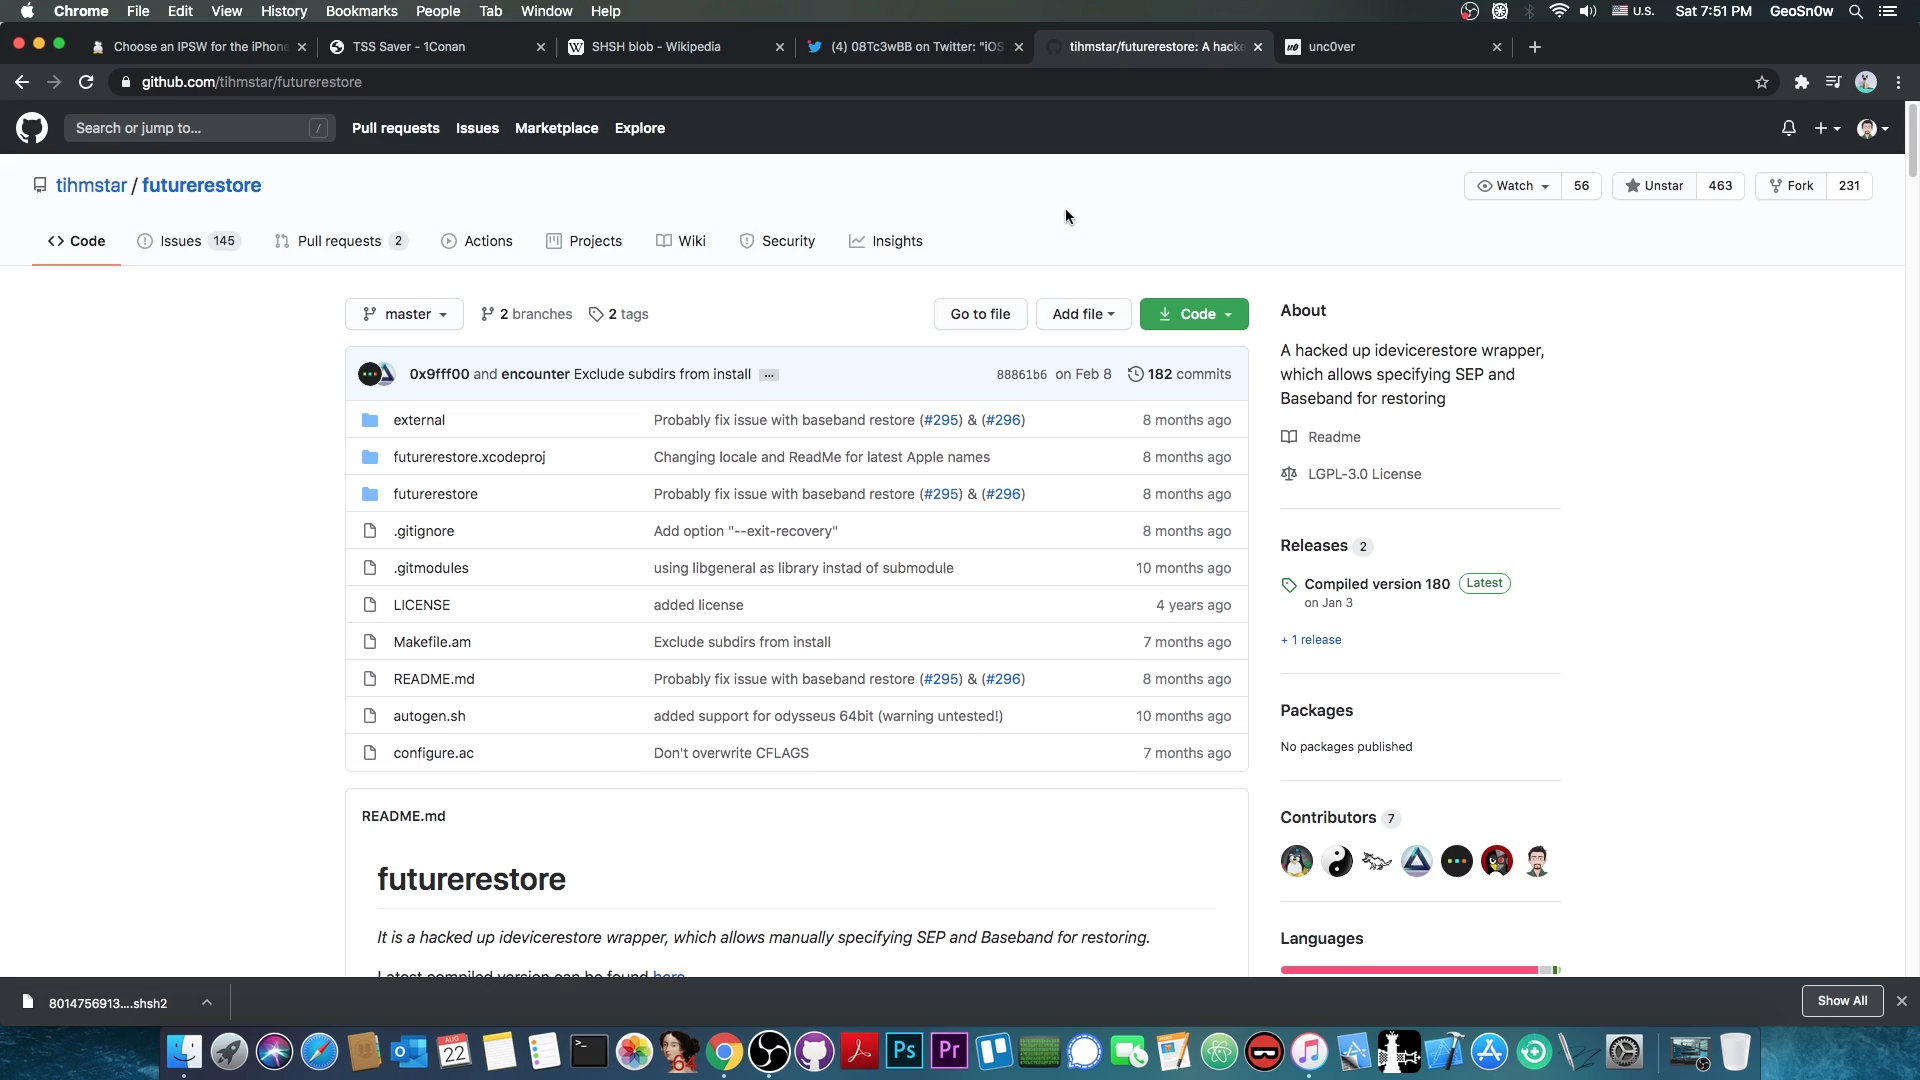 Chrome File Edit View History Bookmarks People Tab Window Help
U.S. Sat 7:51 PM GeoSn0w
Choose an IPSW for the iPhone
TSS Saver - 1Conan
SHSH blob - Wikipedia
(4) 08Tc3wBB on Twitter: "iOS
tihmstar/futurerestore: A hacke
unc0ver
github.com/tihmstar/futurerestore
Search or jump to... /
Pull requests Issues Marketplace Explore
tihmstar / futurerestore
Watch 56 Unstar 463 Fork 231
Code Issues 145 Pull requests 2 Actions Projects Wiki Security Insights
master 2 branches 2 tags Go to file Add file Code
0x9fff00 and encounter Exclude subdirs from install ... 88861b6 on Feb 8 182 commits
external Probably fix issue with baseband restore (#295) & (#296) 8 months ago
futurerestore.xcodeproj Changing locale and ReadMe for latest Apple names 8 months ago
futurerestore Probably fix issue with baseband restore (#295) & (#296) 8 months ago
.gitignore Add option "--exit-recovery" 8 months ago
.gitmodules using libgeneral as library instad of submodule 10 months ago
LICENSE added license 4 years ago
Makefile.am Exclude subdirs from install 7 months ago
README.md Probably fix issue with baseband restore (#295) & (#296) 8 months ago
autogen.sh added support for odysseus 64bit (warning untested!) 10 months ago
configure.ac Don't overwrite CFLAGS 7 months ago
README.md
futurerestore
It is a hacked up idevicerestore wrapper, which allows manually specifying SEP and Baseband for restoring.
Latest compiled version can be found here
About
A hacked up idevicerestore wrapper,
which allows specifying SEP and
Baseband for restoring
Readme
LGPL-3.0 License
Releases 2
Compiled version 180 Latest
on Jan 3
+ 1 release
Packages
No packages published
Contributors 7
Languages
8014756913....shsh2
Show All
AUG
22
64
Ps
Pr